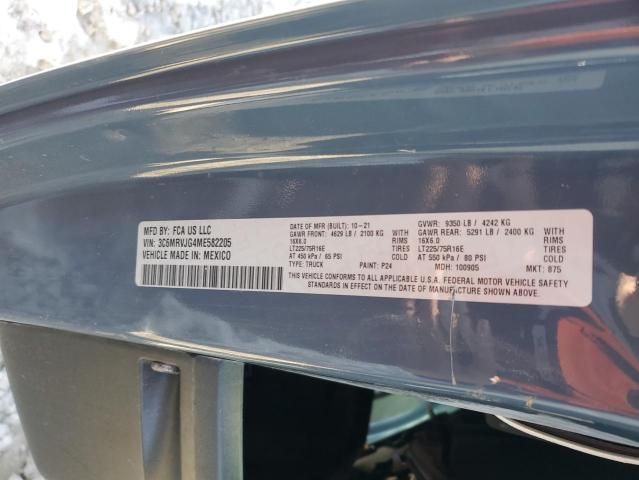 MFD BY: FCA US LLC
VIN: 3C6MRVJG4ME582205
VEHICLE MADE IN: MEXICO
DATE OF MFR (BUILT): 10-21
GAWR FRONT: 4629 LB / 2100 KG
16X6.0 RIMS
LT225/75R16E TIRES
AT 450 kPa / 65 PSI COLD
TYPE: TRUCK PAINT: P24
GVWR: 9350 LB / 4242 KG
GAWR REAR: 5291 LB / 2400 KG
16X6.0 RIMS
LT225/75R16E TIRES
AT 550 kPa / 80 PSI COLD
MDH: 100905 MKT: 875
THIS VEHICLE CONFORMS TO ALL APPLICABLE U.S.A. FEDERAL MOTOR VEHICLE SAFETY
STANDARDS IN EFFECT ON THE DATE OF MANUFACTURE SHOWN ABOVE.